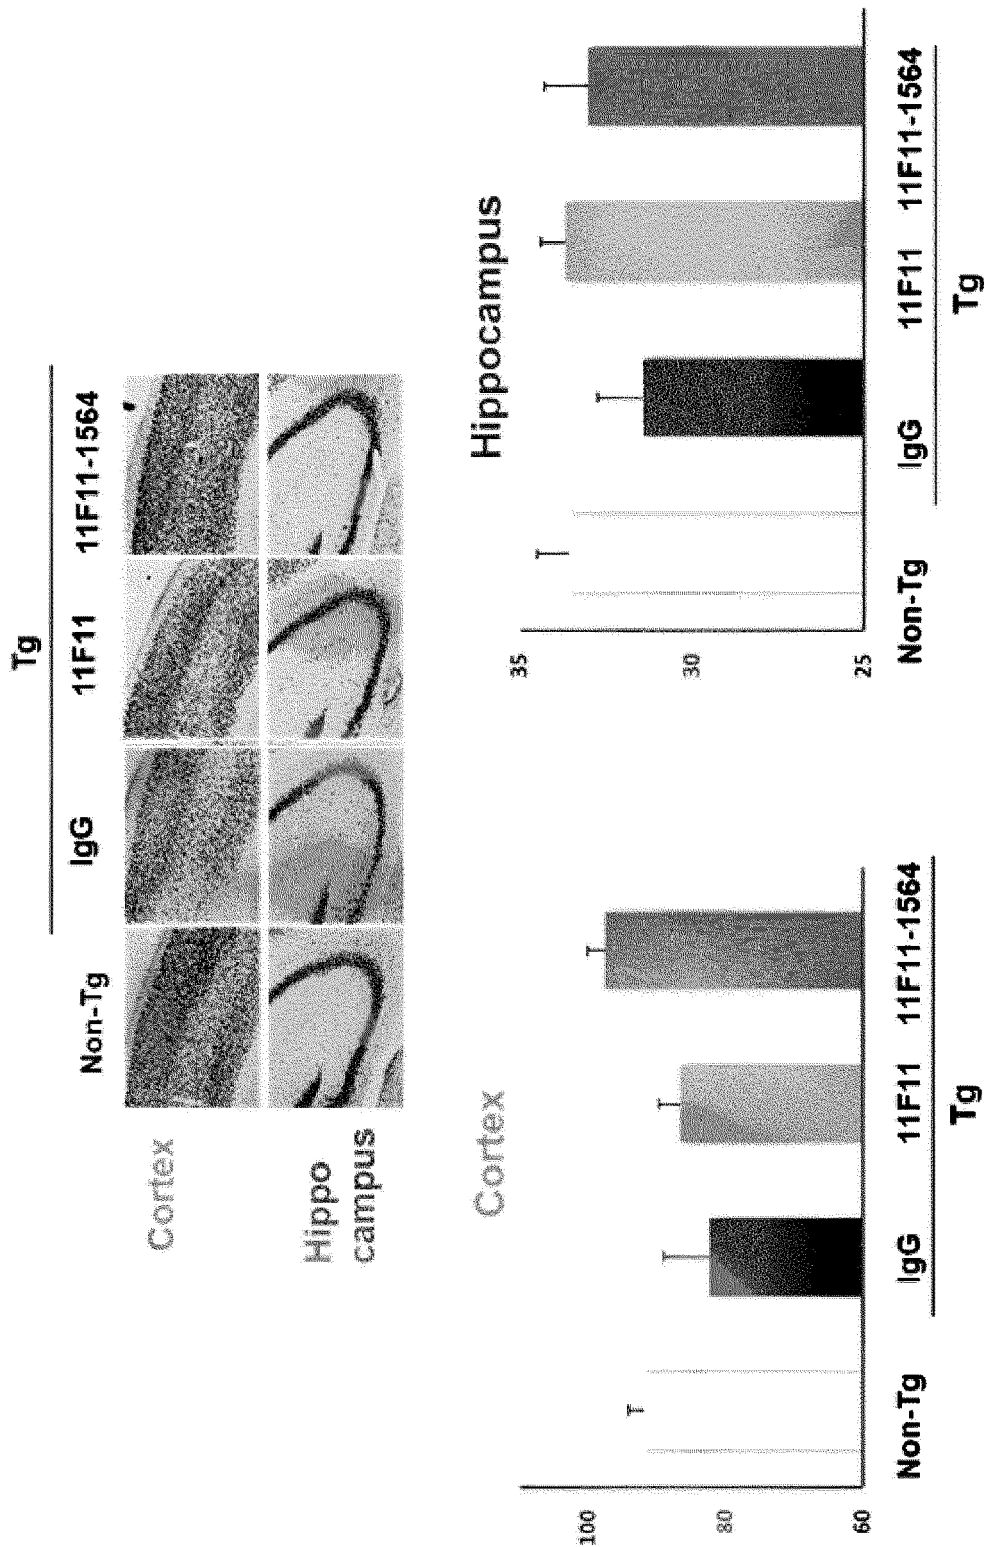 Tg
Non-Tg IgG 11F11 11F11-1564
Cortex
Hippo
campus
Cortex
100
80
60
Non-Tg IgG 11F11 11F11-1564
Tg
Hippocampus
35
30
25
Non-Tg IgG 11F11 11F11-1564
Tg